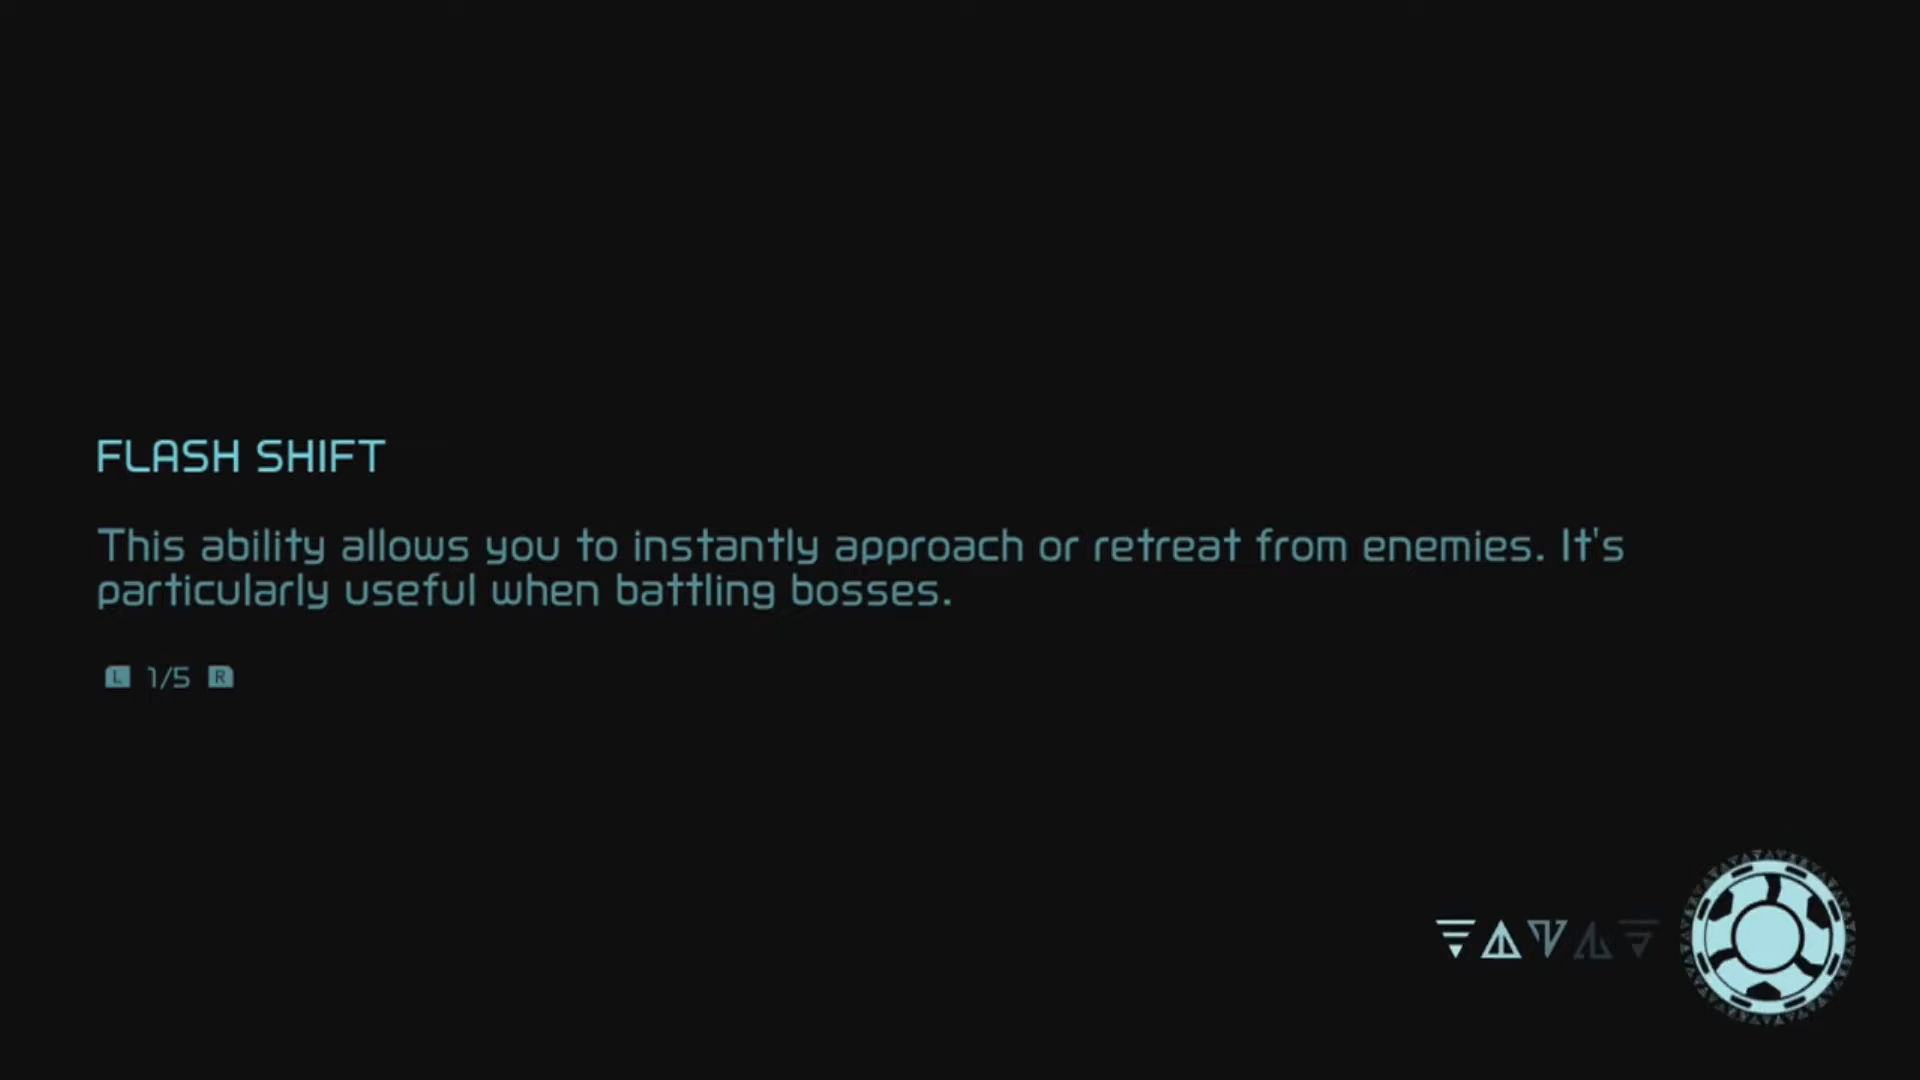 FLASH SHIFT
This ability allows you to instantly approach or retreat from enemies. It's
particularly useful when battling bosses.
L 1/5 R